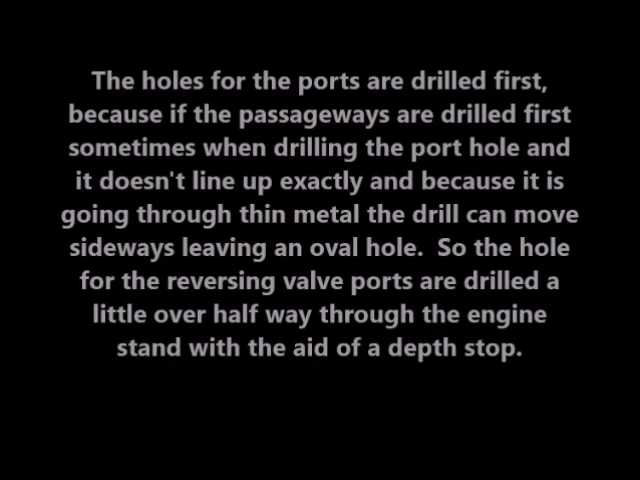 The holes for the ports are drilled first,
because if the passageways are drilled first
sometimes when drilling the port hole and
it doesn't line up exactly and because it is
going through thin metal the drill can move
sideways leaving an oval hole.  So the hole
for the reversing valve ports are drilled a
little over half way through the engine
stand with the aid of a depth stop.